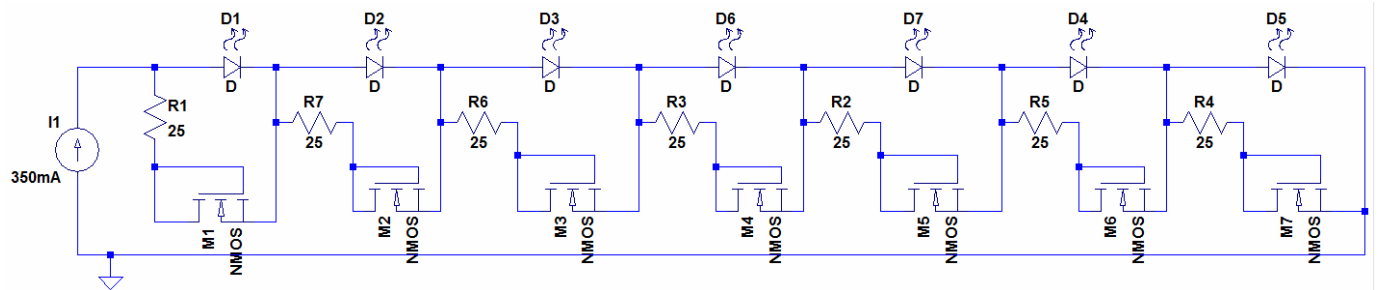 D1 D2 D3 D6 D7 D4 D5
D D D D D D D
R1 R7 R6 R3 R2 R5 R4
25 25 25 25 25 25 25
I1
350mA
M1 M2 M3 M4 M5 M6 M7
NMOS NMOS NMOS NMOS NMOS NMOS NMOS